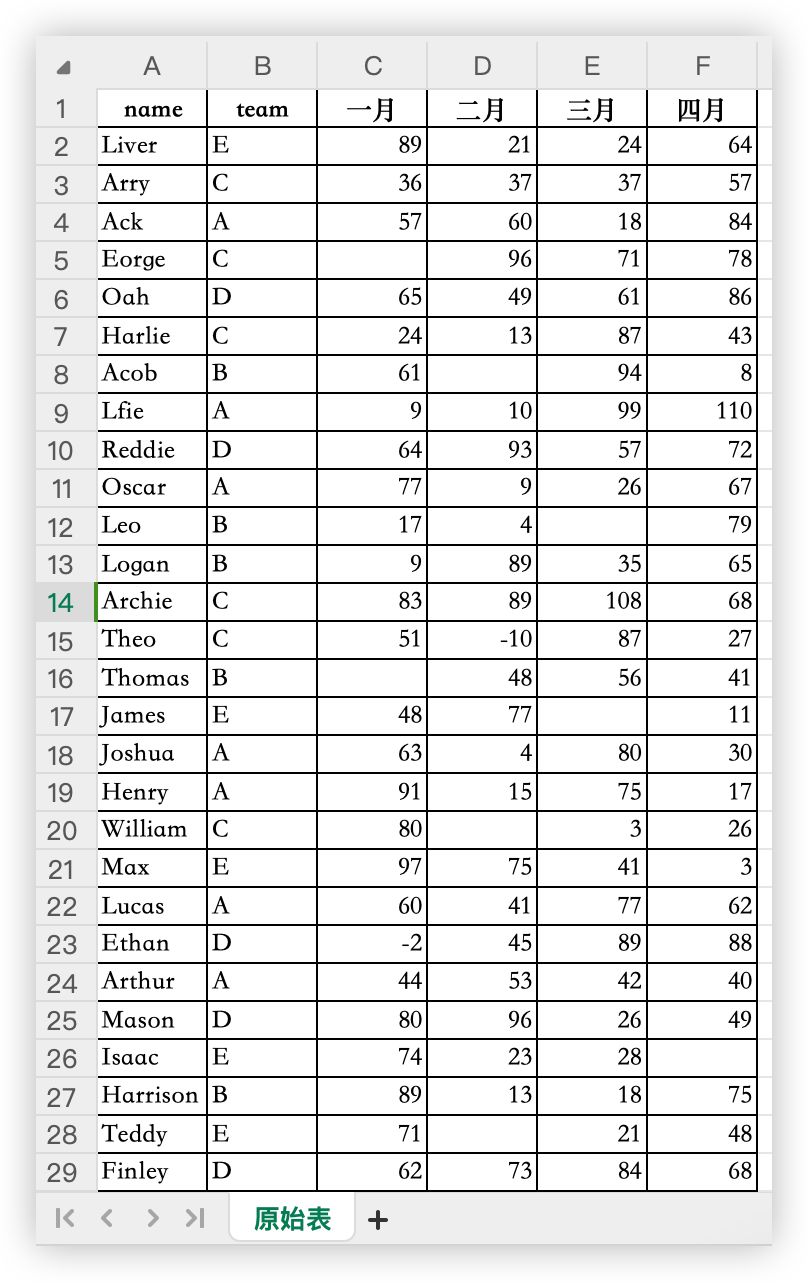 A B C D E F
1 name team 一月 二月 三月 四月
2 Liver E 89 21 24 64
3 Arry C 36 37 37 57
4 Ack A 57 60 18 84
5 Eorge C 96 71 78
6 Oah D 65 49 61 86
7 Harlie C 24 13 87 43
8 Acob B 61 94 8
9 Lfie A 9 10 99 110
10 Reddie D 64 93 57 72
11 Oscar A 77 9 26 67
12 Leo B 17 4 79
13 Logan B 9 89 35 65
14 Archie C 83 89 108 68
15 Theo C 51 -10 87 27
16 Thomas B 48 56 41
17 James E 48 77 11
18 Joshua A 63 4 80 30
19 Henry A 91 15 75 17
20 William C 80 3 26
21 Max E 97 75 41 3
22 Lucas A 60 41 77 62
23 Ethan D -2 45 89 88
24 Arthur A 44 53 42 40
25 Mason D 80 96 26 49
26 Isaac E 74 23 28
27 Harrison B 89 13 18 75
28 Teddy E 71 21 48
29 Finley D 62 73 84 68
原始表 +